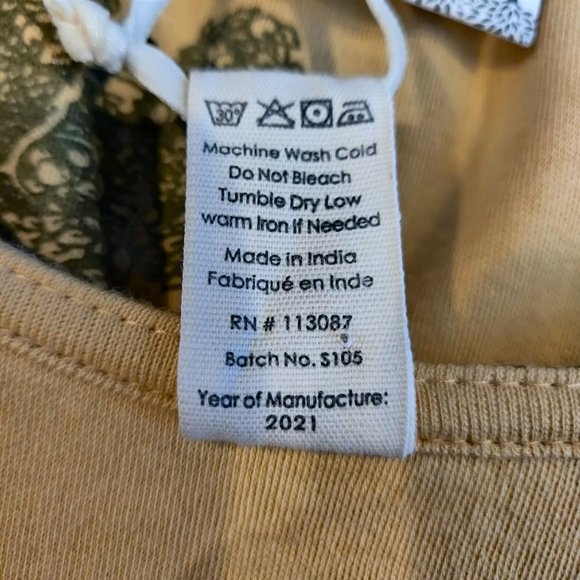 30°
Machine Wash Cold
Do Not Bleach
Tumble Dry Low
warm Iron if Needed
Made in India
Fabriqué en Inde
RN # 113087
Batch No. S105
Year of Manufacture:
2021